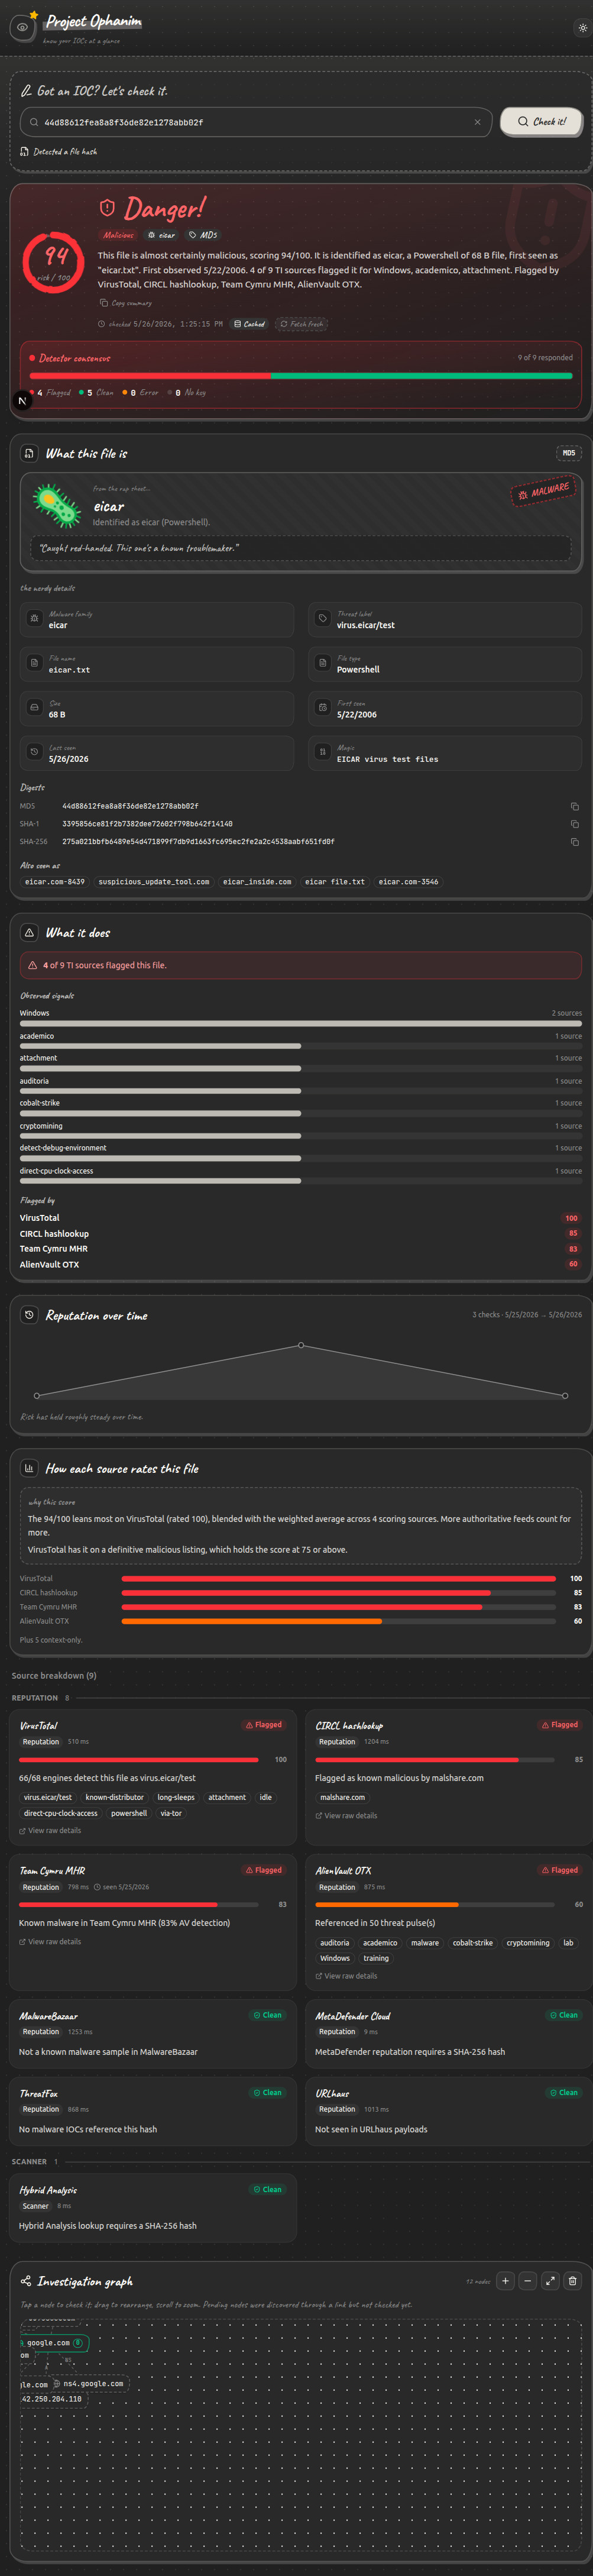 Project Ophanim
know your IOCs at a glance
Got an IOC? Let's check it.
44d88612fea8a8f36de82e1278abb02f
Check it!
Detected a file hash
94
risk / 100
Danger!
Malicious
eicar
MD5
This file is almost certainly malicious, scoring 94/100. It is identified as eicar, a Powershell of 68 B file, first seen as
"eicar.txt". First observed 5/22/2006. 4 of 9 TI sources flagged it for Windows, academico, attachment. Flagged by
VirusTotal, CIRCL hashlookup, Team Cymru MHR, AlienVault OTX.
Copy summary
checked 5/26/2026, 1:25:15 PM
Cached
Fetch fresh
Detector consensus
9 of 9 responded
4 Flagged
5 Clean
0 Error
0 No key
N
What this file is
MD5
from the rap sheet...
eicar
Identified as eicar (Powershell).
MALWARE
"Caught red-handed. This one's a known troublemaker."
the nerdy details
Malware family
eicar
Threat label
virus.eicar/test
File name
eicar.txt
File type
Powershell
Size
68 B
First seen
5/22/2006
Last seen
5/26/2026
Magic
EICAR virus test files
Digests
MD5 44d88612fea8a8f36de82e1278abb02f
SHA-1 3395856ce81f2b7382dee72602f798b642f14140
SHA-256 275a021bbfb6489e54d471899f7db9d1663fc695ec2fe2a2c4538aabf651fd0f
Also seen as
eicar.com-8439
suspicious_update_tool.com
eicar_inside.com
eicar file.txt
eicar.com-3546
What it does
4 of 9 TI sources flagged this file.
Observed signals
Windows 2 sources
academico 1 source
attachment 1 source
auditoria 1 source
cobalt-strike 1 source
cryptomining 1 source
detect-debug-environment 1 source
direct-cpu-clock-access 1 source
Flagged by
VirusTotal 100
CIRCL hashlookup 85
Team Cymru MHR 83
AlienVault OTX 60
Reputation over time
3 checks · 5/25/2026 → 5/26/2026
Risk has held roughly steady over time.
How each source rates this file
why this score
The 94/100 leans most on VirusTotal (rated 100), blended with the weighted average across 4 scoring sources. More authoritative feeds count for
more.
VirusTotal has it on a definitive malicious listing, which holds the score at 75 or above.
VirusTotal 100
CIRCL hashlookup 85
Team Cymru MHR 83
AlienVault OTX 60
Plus 5 context-only.
Source breakdown (9)
REPUTATION 8
VirusTotal
Flagged
Reputation 510 ms
100
66/68 engines detect this file as virus.eicar/test
virus.eicar/test
known-distributor
long-sleeps
attachment
idle
direct-cpu-clock-access
powershell
via-tor
View raw details
CIRCL hashlookup
Flagged
Reputation 1204 ms
85
Flagged as known malicious by malshare.com
malshare.com
View raw details
Team Cymru MHR
Flagged
Reputation 798 ms seen 5/25/2026
83
Known malware in Team Cymru MHR (83% AV detection)
View raw details
AlienVault OTX
Flagged
Reputation 875 ms
60
Referenced in 50 threat pulse(s)
auditoria
academico
malware
cobalt-strike
cryptomining
lab
Windows
training
View raw details
MalwareBazaar
Clean
Reputation 1253 ms
Not a known malware sample in MalwareBazaar
MetaDefender Cloud
Clean
Reputation 9 ms
MetaDefender reputation requires a SHA-256 hash
ThreatFox
Clean
Reputation 868 ms
No malware IOCs reference this hash
URLhaus
Clean
Reputation 1013 ms
Not seen in URLhaus payloads
SCANNER 1
Hybrid Analysis
Clean
Scanner 8 ms
Hybrid Analysis lookup requires a SHA-256 hash
Investigation graph
12 nodes
Tap a node to check it; drag to rearrange, scroll to zoom. Pending nodes were discovered through a link but not checked yet.
google.com 0
om
NS
gle.com
ns4.google.com
42.250.204.110